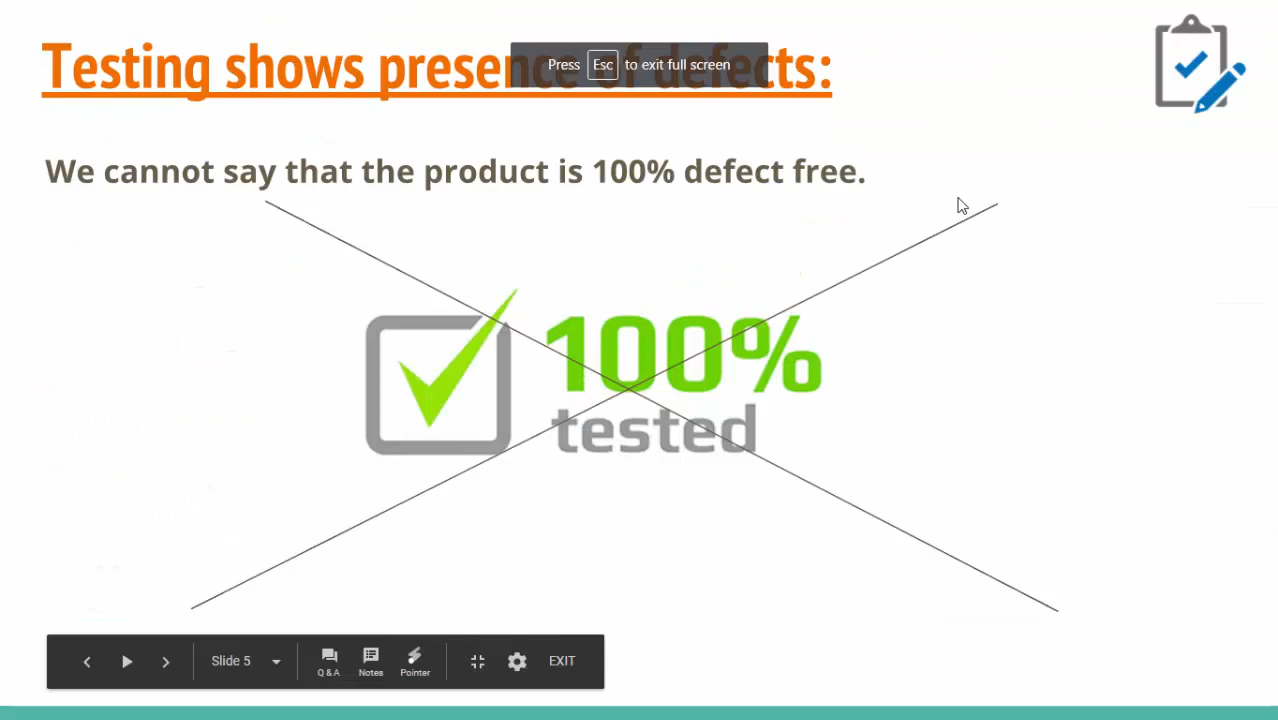 Testing shows presence of defects:
Press Esc to exit full screen
We cannot say that the product is 100% defect free.
100%
tested
Slide 5
Q & A
Notes
Pointer
EXIT